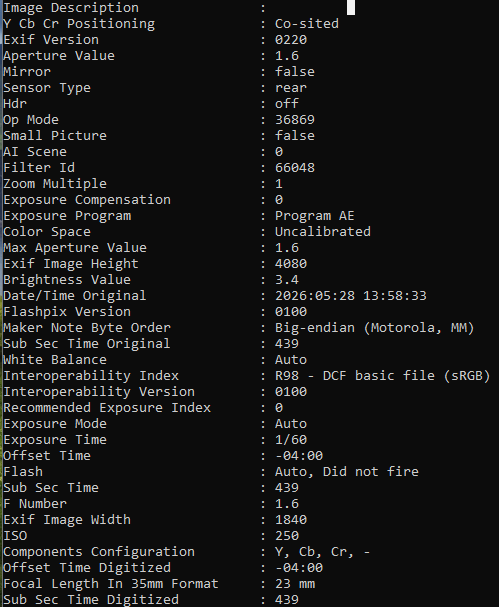 Image Description : 
Y Cb Cr Positioning : Co-sited
Exif Version : 0220
Aperture Value : 1.6
Mirror : false
Sensor Type : rear
Hdr : off
Op Mode : 36869
Small Picture : false
AI Scene : 0
Filter Id : 66048
Zoom Multiple : 1
Exposure Compensation : 0
Exposure Program : Program AE
Color Space : Uncalibrated
Max Aperture Value : 1.6
Exif Image Height : 4080
Brightness Value : 3.4
Date/Time Original : 2026:05:28 13:58:33
Flashpix Version : 0100
Maker Note Byte Order : Big-endian (Motorola, MM)
Sub Sec Time Original : 439
White Balance : Auto
Interoperability Index : R98 - DCF basic file (sRGB)
Interoperability Version : 0100
Recommended Exposure Index : 0
Exposure Mode : Auto
Exposure Time : 1/60
Offset Time : -04:00
Flash : Auto, Did not fire
Sub Sec Time : 439
F Number : 1.6
Exif Image Width : 1840
ISO : 250
Components Configuration : Y, Cb, Cr, -
Offset Time Digitized : -04:00
Focal Length In 35mm Format : 23 mm
Sub Sec Time Digitized : 439